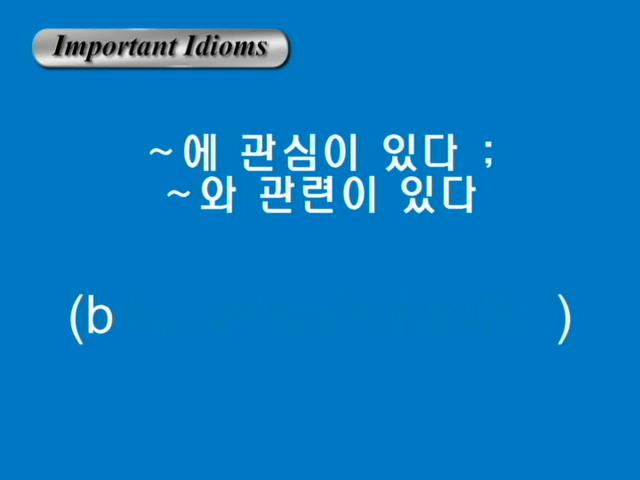 Important Idioms
~에 관심이 있다 ;
~와 관련이 있다
(b )